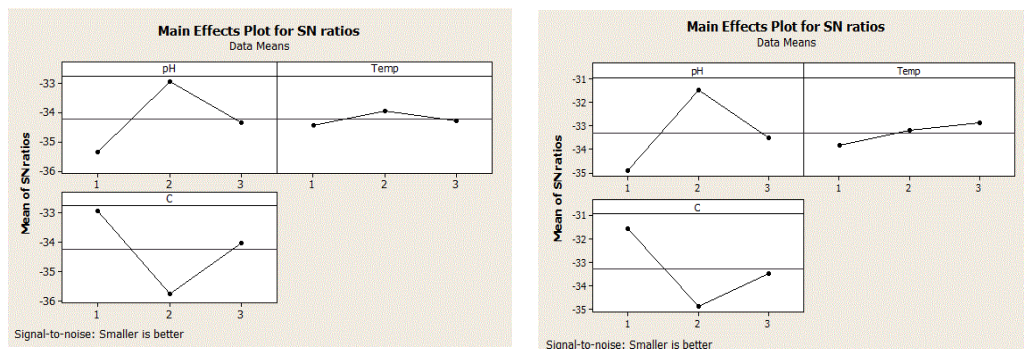 Main Effects Plot for SN ratios
Data Means
pH Temp
-33
-34
-35
-36
1 2 3 1 2 3
C
-33
-34
-35
-36
1 2 3
Mean of SN ratios
Signal-to-noise: Smaller is better
Main Effects Plot for SN ratios
Data Means
pH Temp
-31
-32
-33
-34
-35
1 2 3 1 2 3
C
-31
-32
-33
-34
-35
1 2 3
Mean of SN ratios
Signal-to-noise: Smaller is better